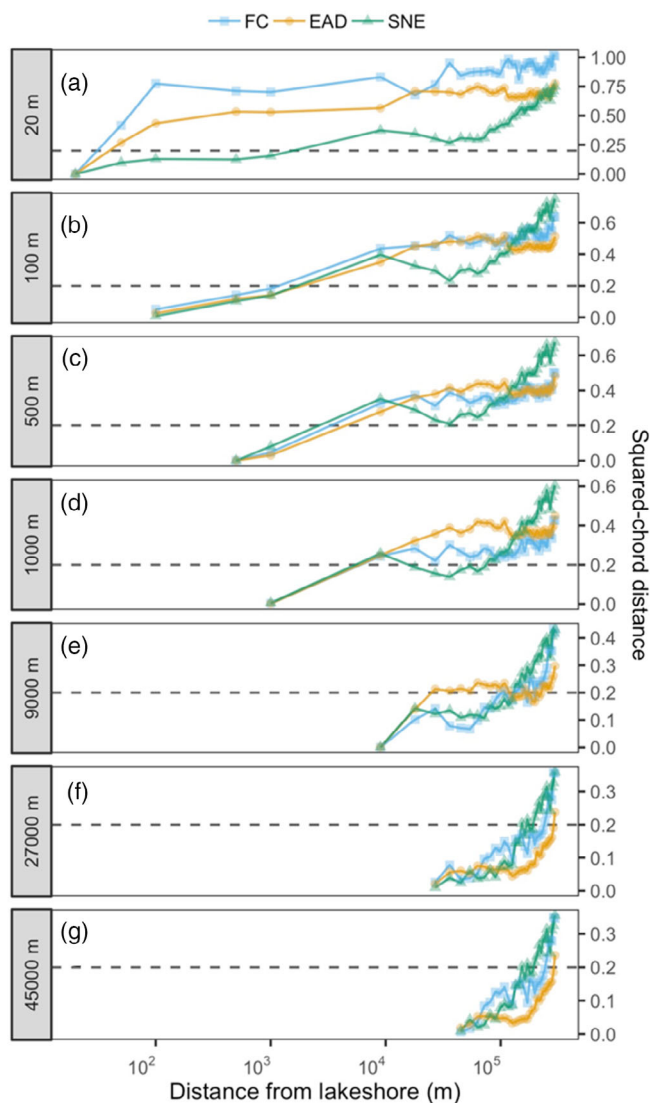 FC EAD SNE
20 m
(a)
1.00
0.75
0.50
0.25
0.00
100 m
(b)
0.6
0.4
0.2
0.0
500 m
(c)
0.6
0.4
0.2
0.0
1000 m
(d)
0.6
0.4
0.2
0.0
9000 m
(e)
0.4
0.3
0.2
0.1
0.0
27000 m
(f)
0.3
0.2
0.1
0.0
45000 m
(g)
0.3
0.2
0.1
0.0
Squared-chord distance
10² 10³ 10⁴ 10⁵
Distance from lakeshore (m)